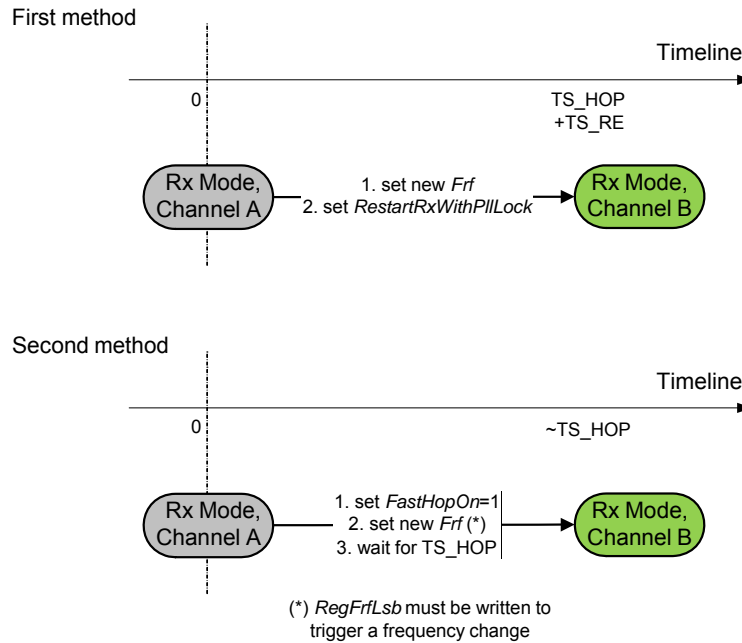 First method
Timeline
0
TS_HOP
+TS_RE
Rx Mode,
Channel A
1. set new Frf
2. set RestartRxWithPllLock
Rx Mode,
Channel B
Second method
Timeline
0
~TS_HOP
Rx Mode,
Channel A
1. set FastHopOn=1
2. set new Frf (*)
3. wait for TS_HOP
Rx Mode,
Channel B
(*) RegFrfLsb must be written to
trigger a frequency change